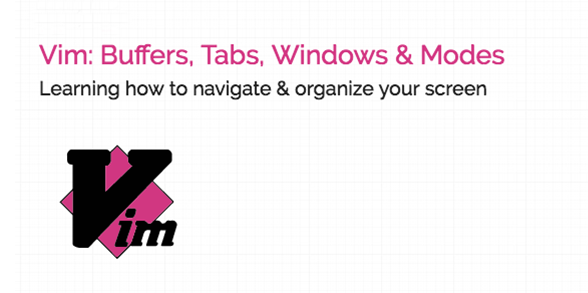 Vim: Buffers, Tabs, Windows & Modes
Learning how to navigate & organize your screen
Vim